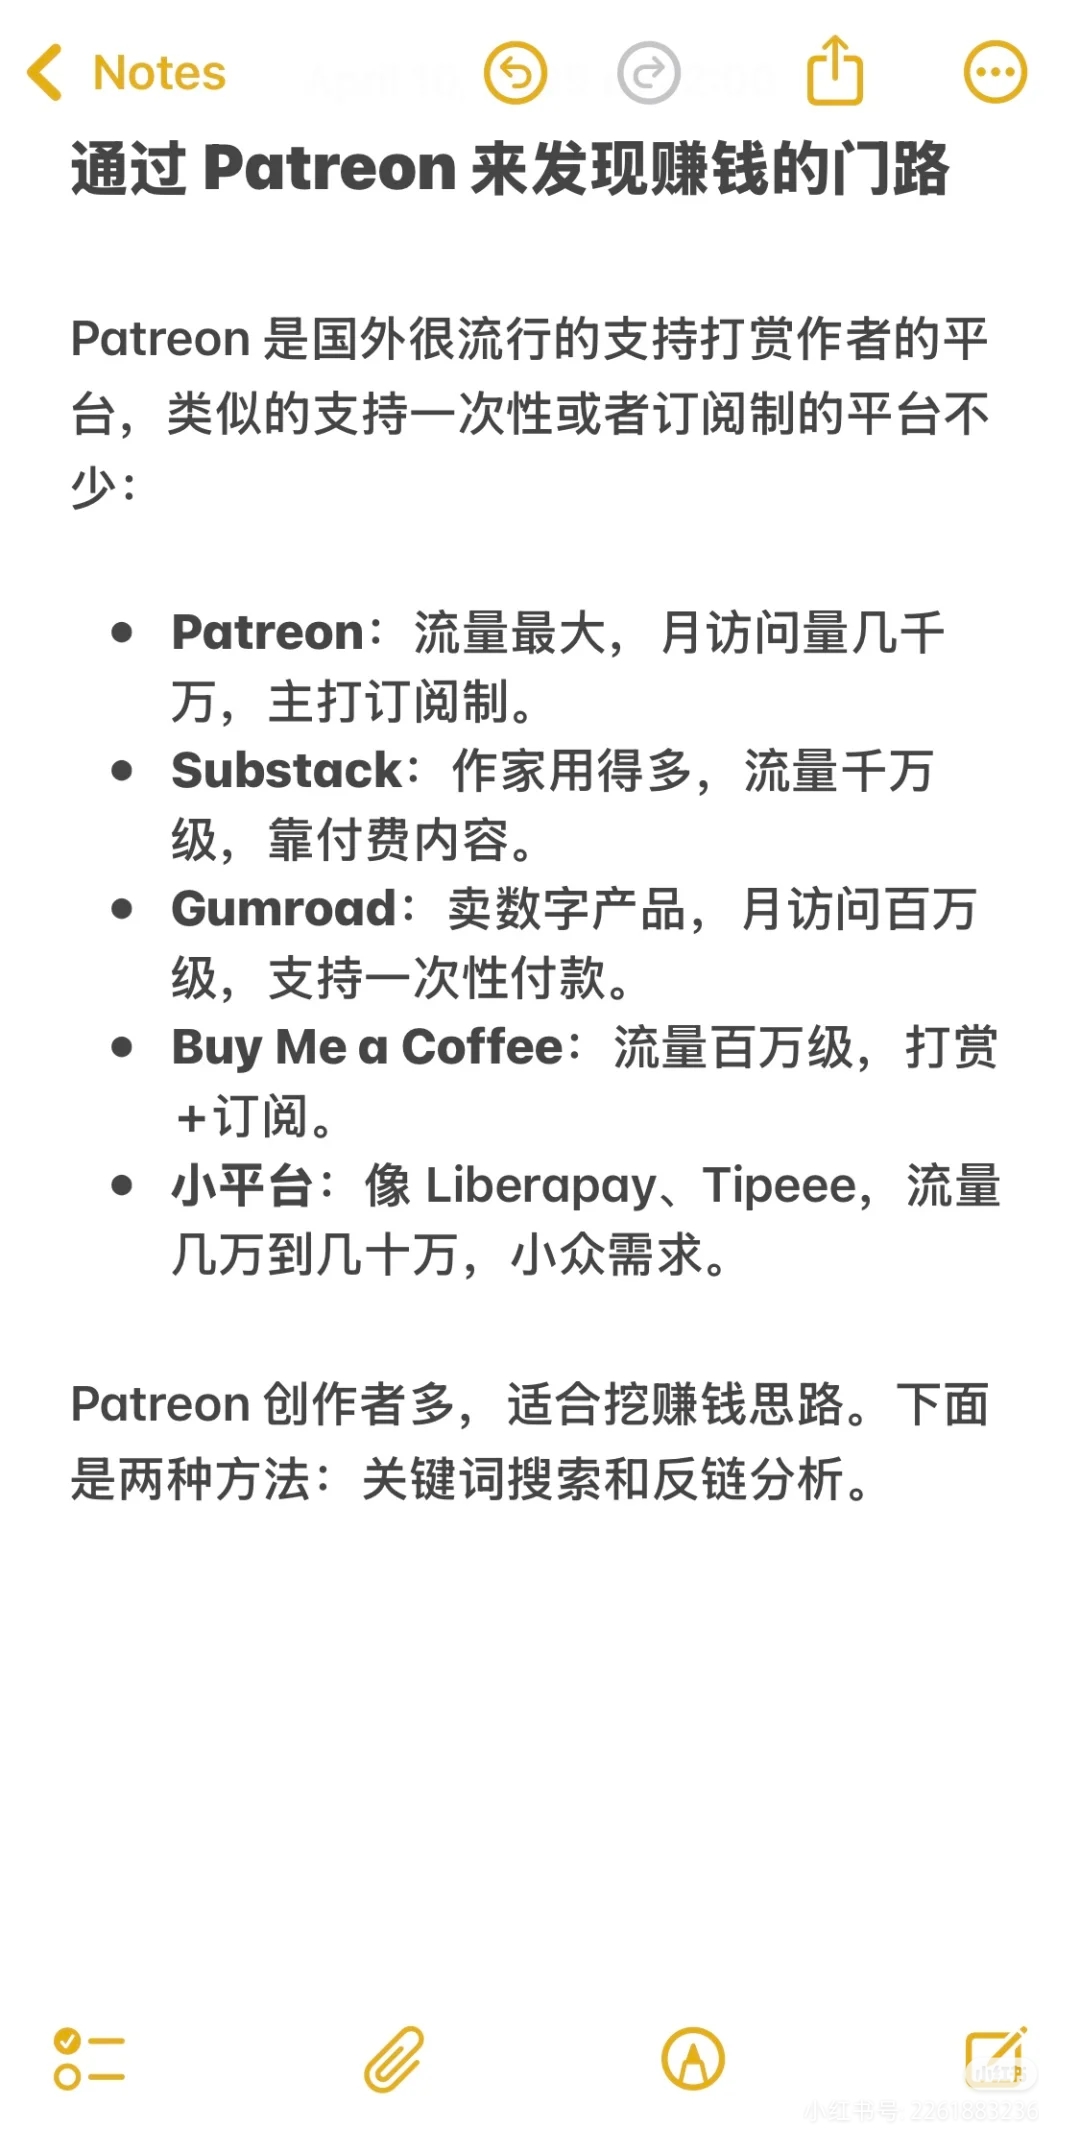 Notes
通过 Patreon 来发现赚钱的门路
Patreon 是国外很流行的支持打赏作者的平
台，类似的支持一次性或者订阅制的平台不
少：
● Patreon：流量最大，月访问量几千
万，主打订阅制。
● Substack：作家用得多，流量千万
级，靠付费内容。
● Gumroad：卖数字产品，月访问百万
级，支持一次性付款。
● Buy Me a Coffee：流量百万级，打赏
+订阅。
● 小平台：像 Liberapay、Tipeee，流量
几万到几十万，小众需求。
Patreon 创作者多，适合挖赚钱思路。下面
是两种方法：关键词搜索和反链分析。
小红书
小红书号: 2261883236